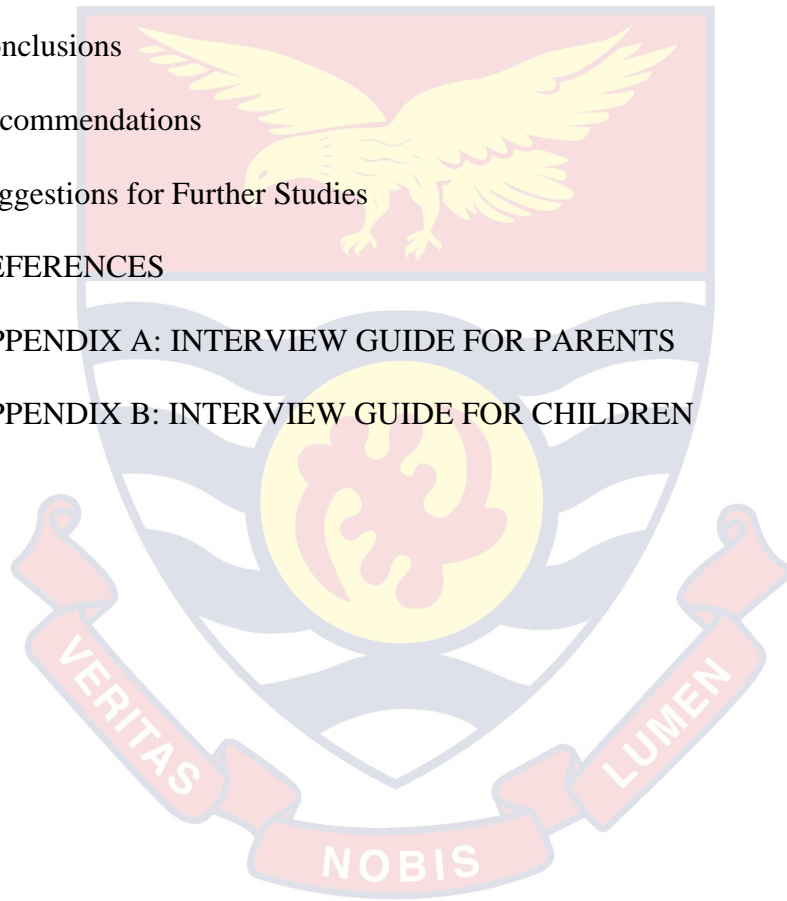 onclusions
commendations
ggestions for Further Studies
EFERENCES
PPENDIX A: INTERVIEW GUIDE FOR PARENTS
PPENDIX B: INTERVIEW GUIDE FOR CHILDREN
VERITAS
NOBIS
LUMEN